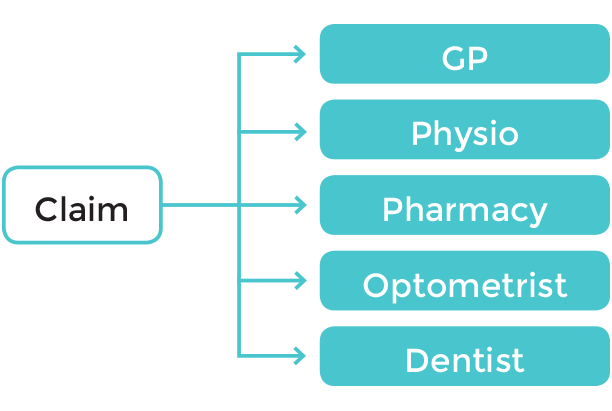 Claim
GP
Physio
Pharmacy
Optometrist
Dentist